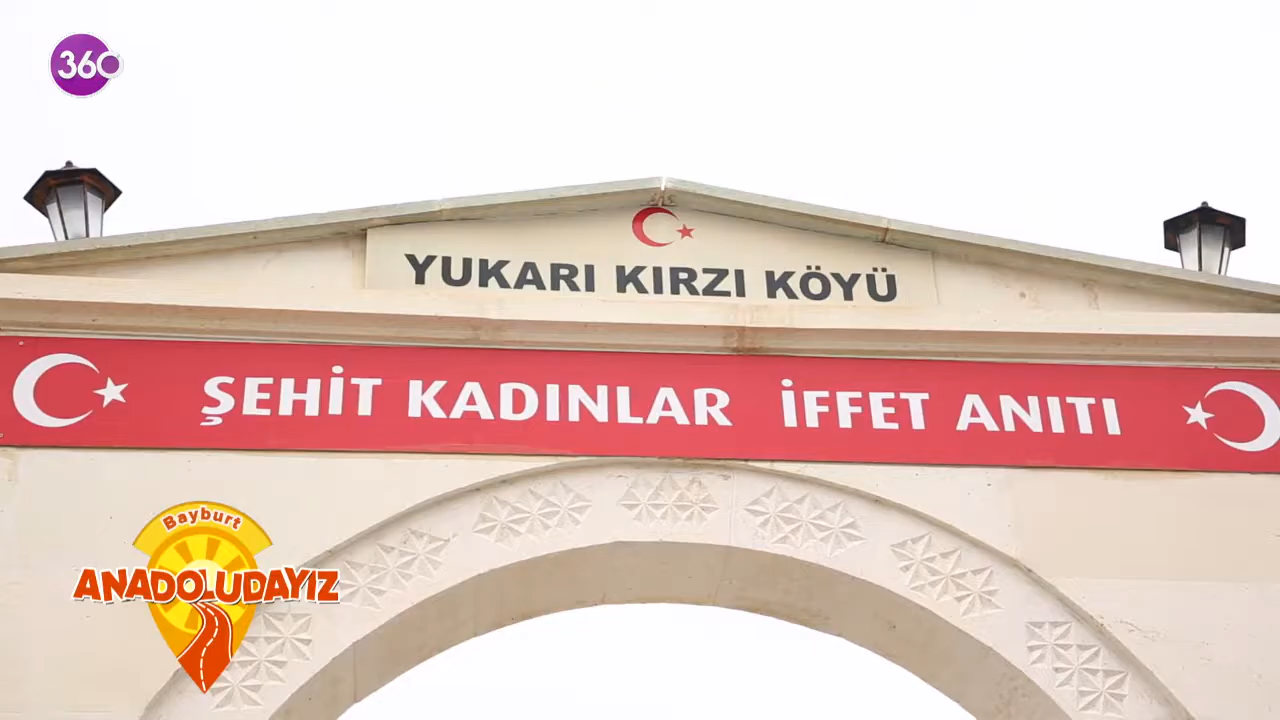 360
YUKARI KIRZI KÖYÜ
ŞEHİT KADINLAR İFFET ANITI
Bayburt
ANADOLUDAYIZ